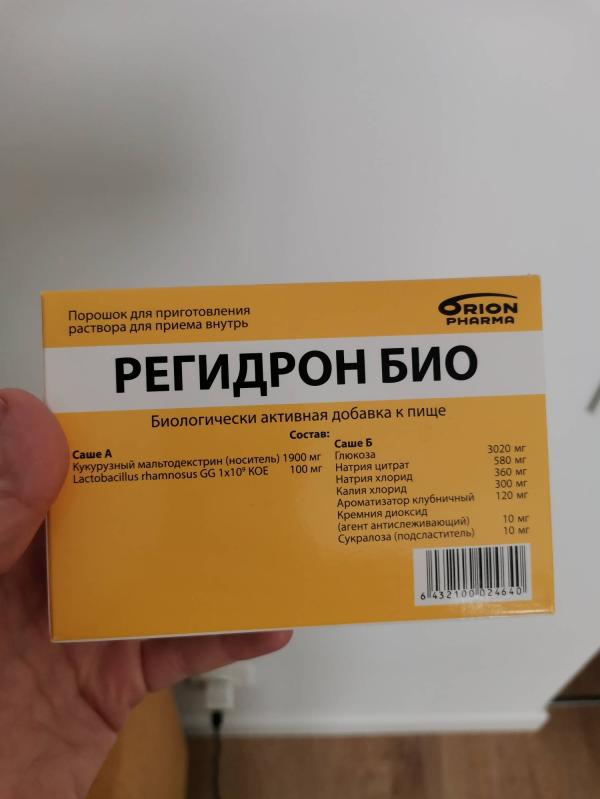 Порошок для приготовления
раствора для приема внутрь
ORION
PHARMA
РЕГИДРОН БИО
Биологически активная добавка к пище
Состав:
Саше А
Кукурузный мальтодекстрин (носитель) 1900 мг
Lactobacillus rhamnosus GG 1x10⁹ КОЕ 100 мг
Саше Б
Глюкоза 3020 мг
Натрия цитрат 580 мг
Натрия хлорид 360 мг
Калия хлорид 300 мг
Ароматизатор клубничный 120 мг
Кремния диоксид
(агент антислеживающий) 10 мг
Сукралоза (подсластитель) 10 мг
6 432100 024640